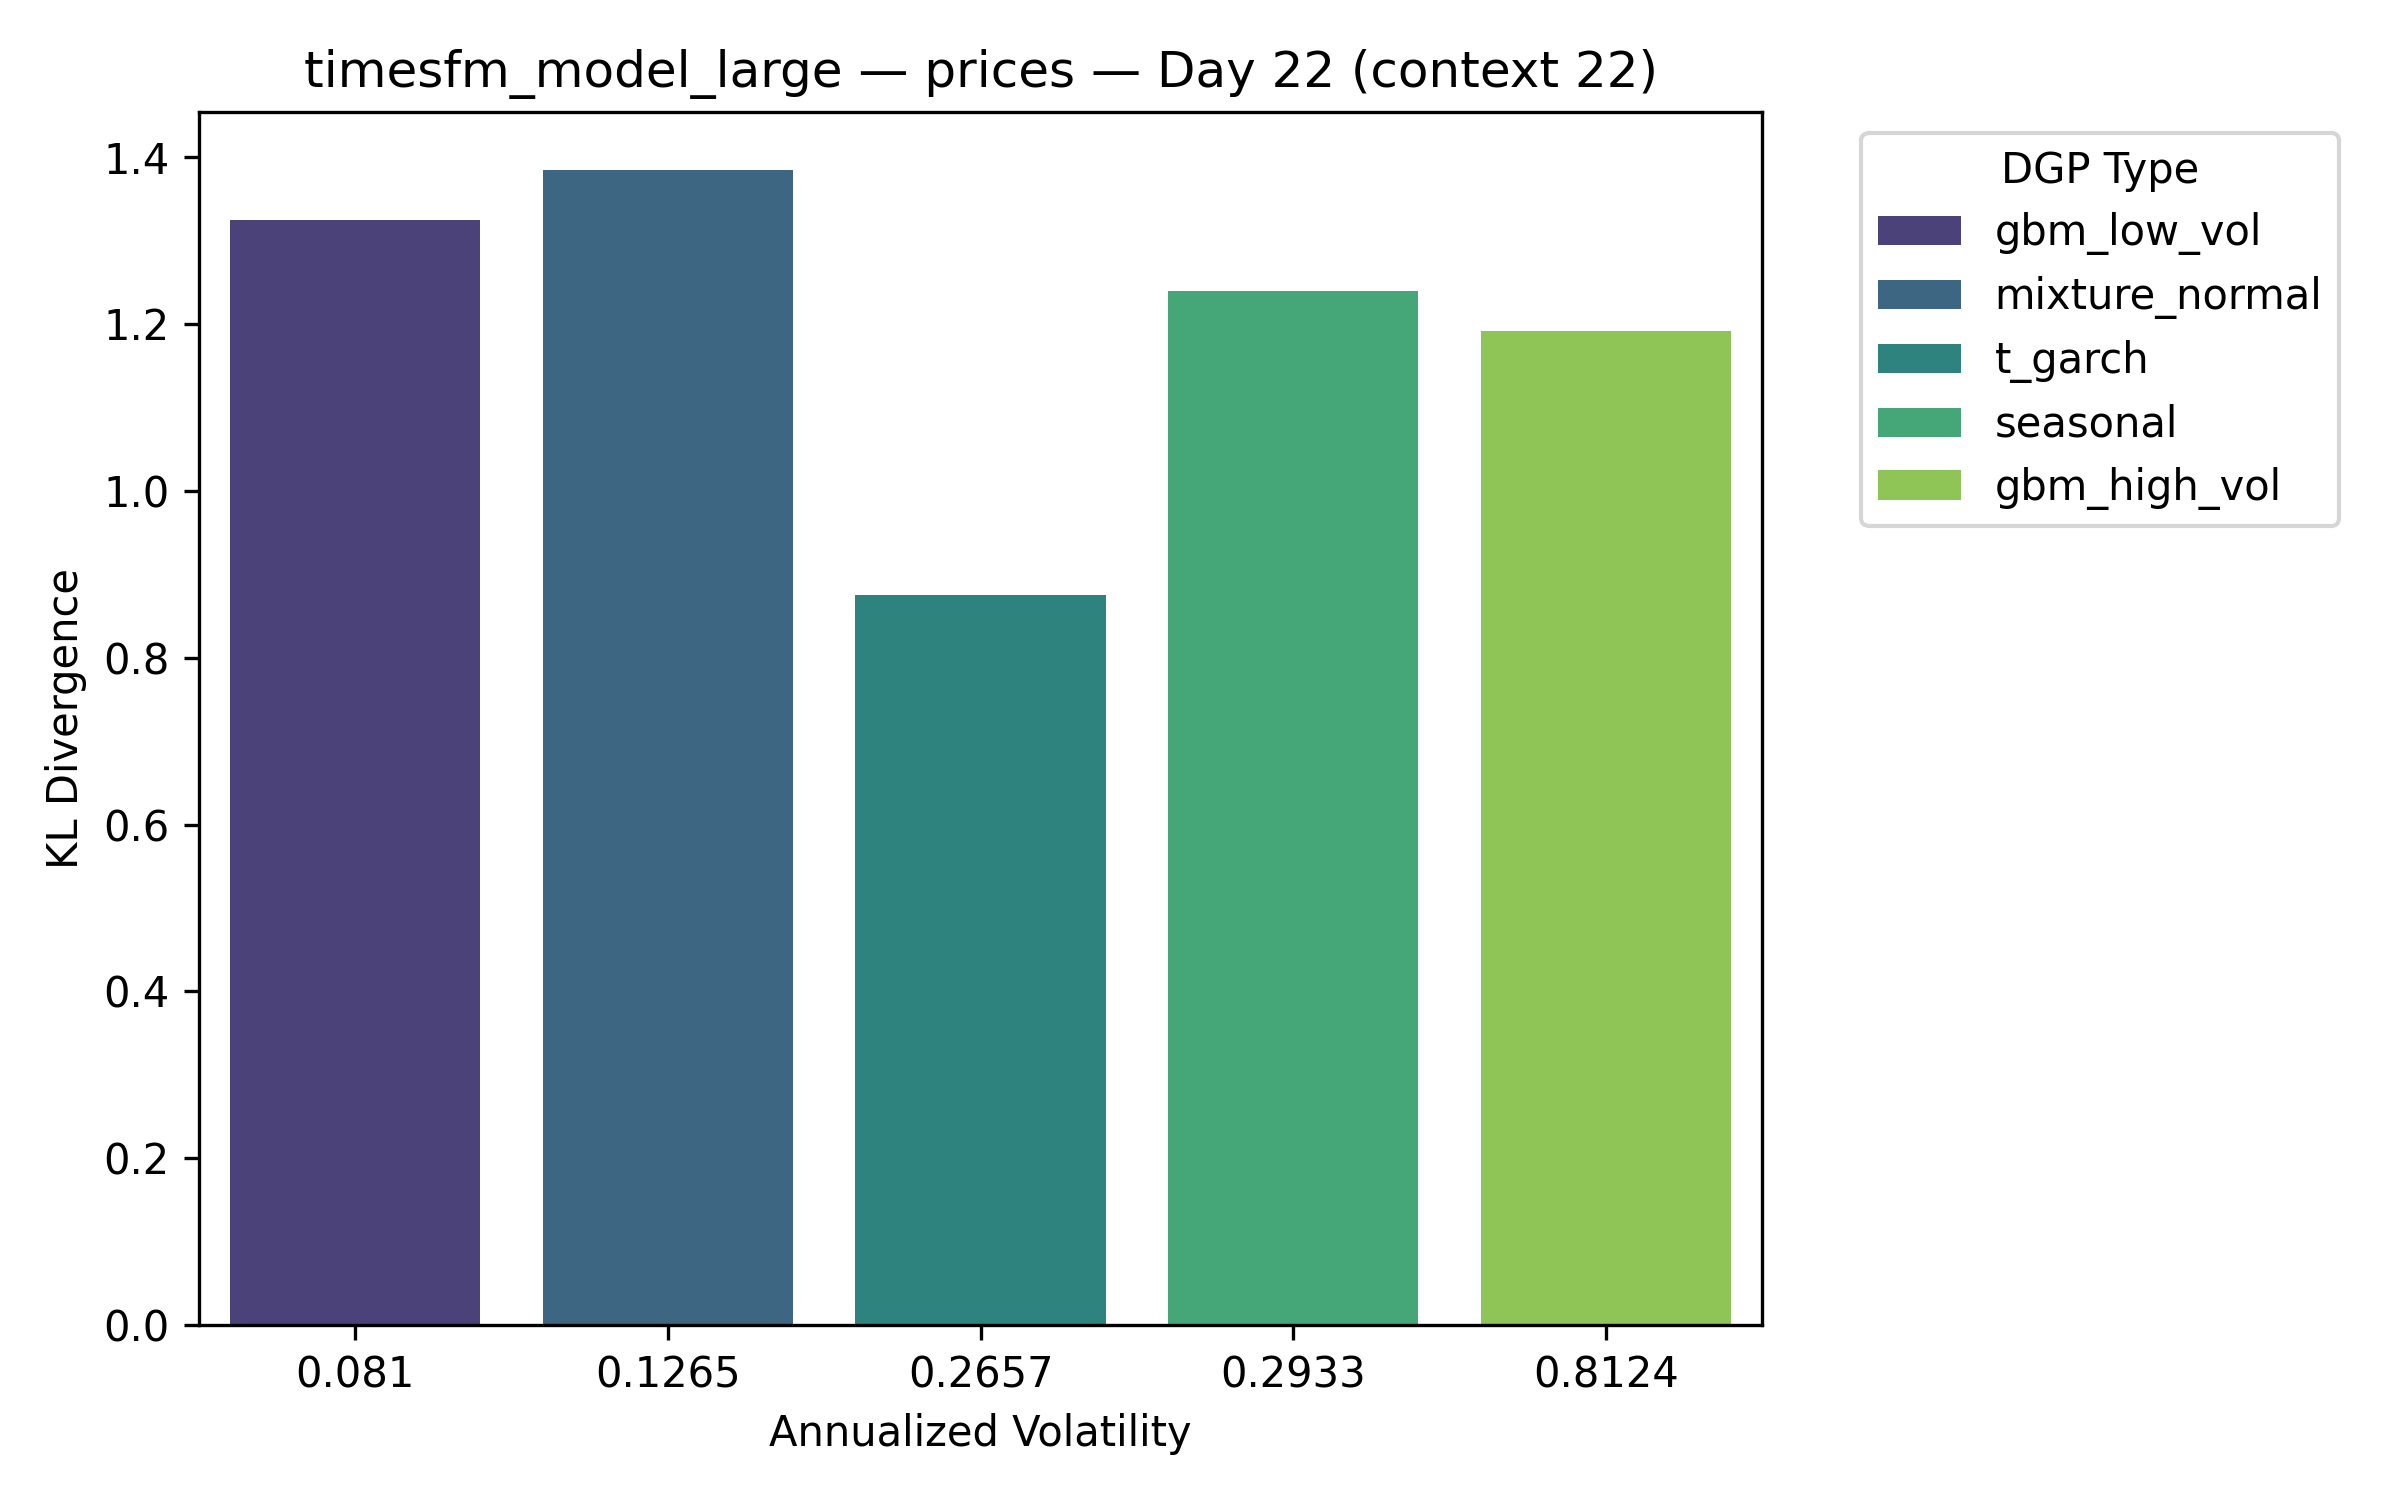 timesfm_model_large — prices — Day 22 (context 22)
KL Divergence
1.4
1.2
1.0
0.8
0.6
0.4
0.2
0.0
0.081
0.1265
0.2657
0.2933
0.8124
Annualized Volatility
DGP Type
gbm_low_vol
mixture_normal
t_garch
seasonal
gbm_high_vol